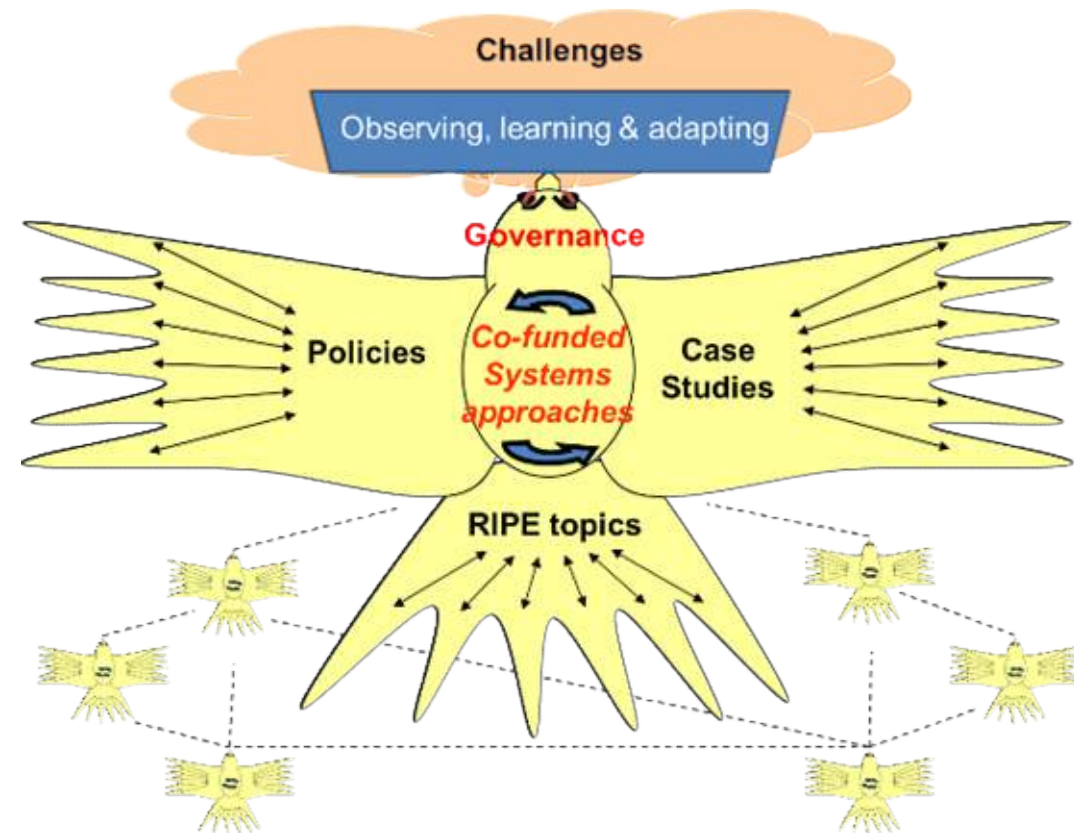 Challenges
Observing, learning & adapting
Governance
Policies
Co-funded
Systems
approaches
Case
Studies
RIPE topics